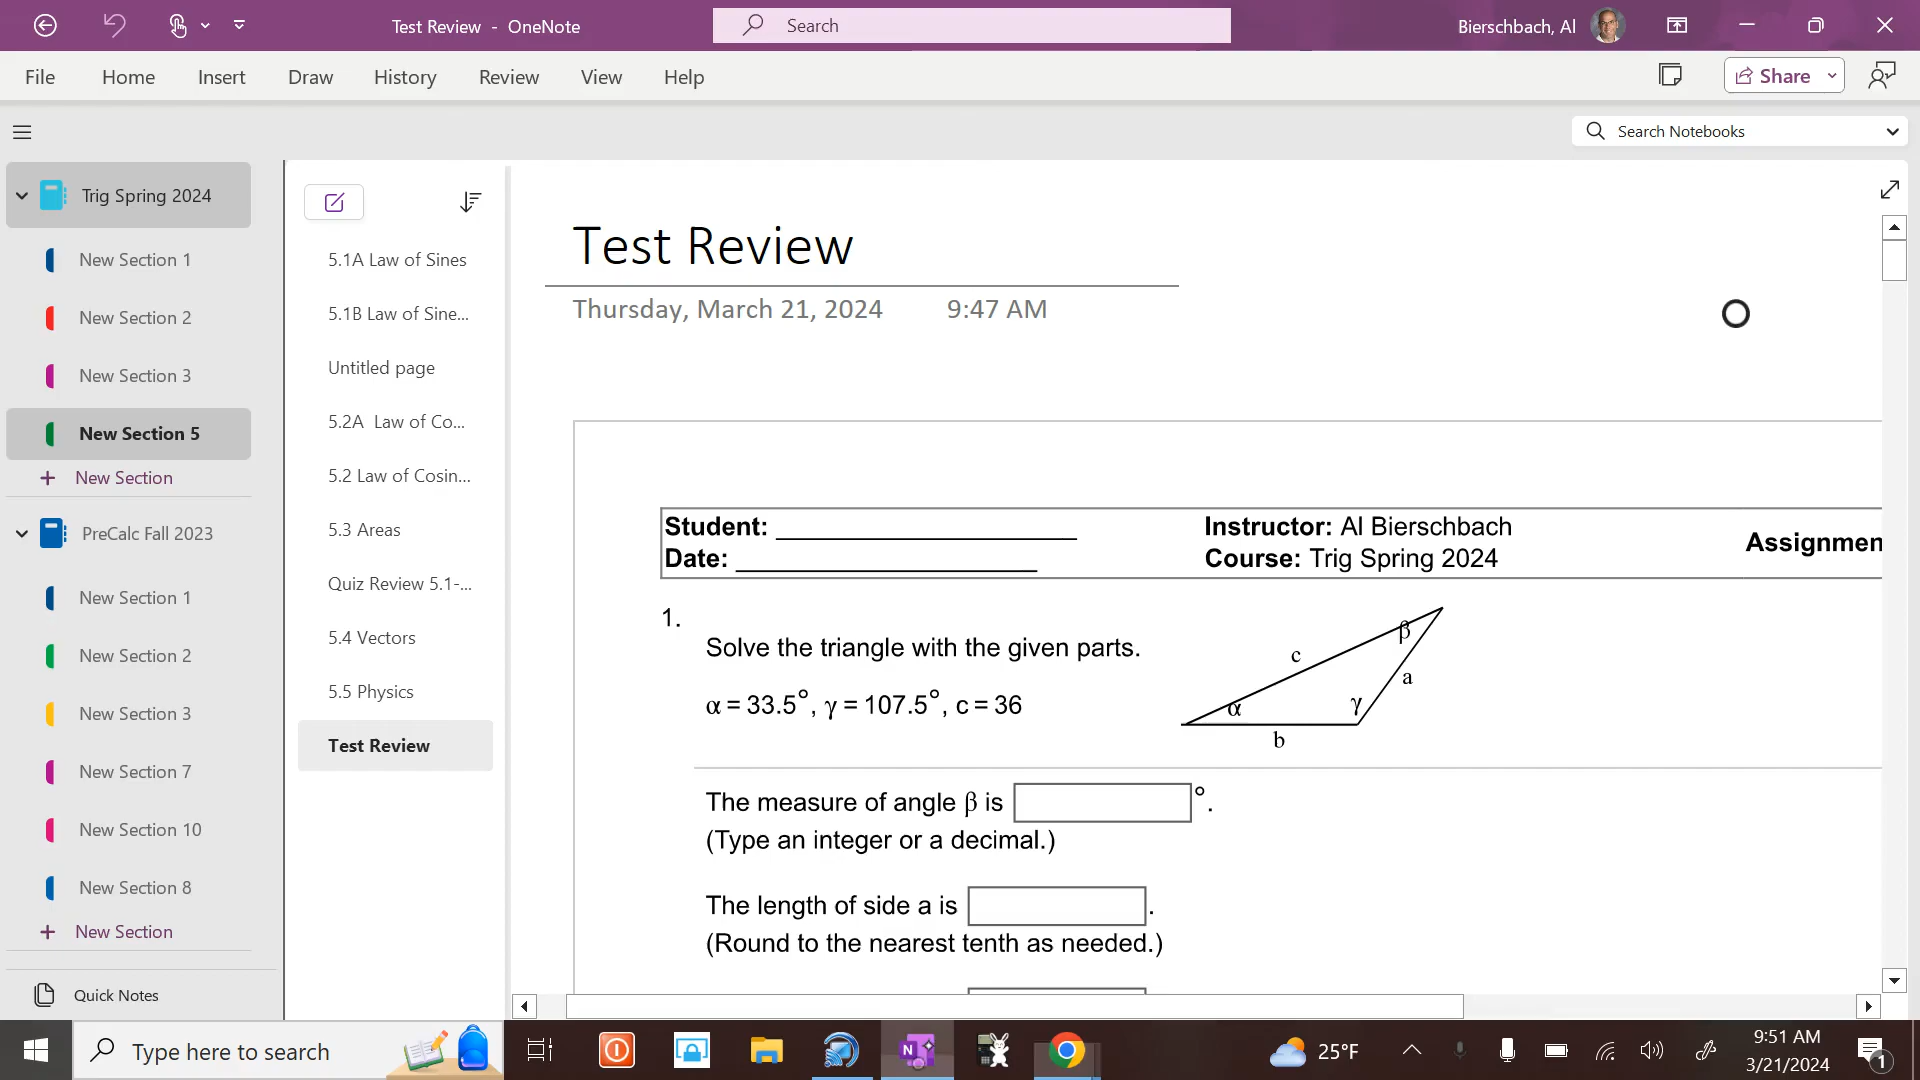 Test Review - OneNote
Search
Bierschbach, Al
File Home Insert Draw History Review View Help
Share
Search Notebooks
Trig Spring 2024
New Section 1
New Section 2
New Section 3
New Section 5
+ New Section
PreCalc Fall 2023
New Section 1
New Section 2
New Section 3
New Section 7
New Section 10
New Section 8
+ New Section
Quick Notes
5.1A Law of Sines
5.1B Law of Sine...
Untitled page
5.2A Law of Co...
5.2 Law of Cosin...
5.3 Areas
Quiz Review 5.1-...
5.4 Vectors
5.5 Physics
Test Review
Test Review
Thursday, March 21, 2024 9:47 AM
Student: ____________________
Date: ____________________
Instructor: Al Bierschbach
Course: Trig Spring 2024
Assignmen
1.
Solve the triangle with the given parts.
α = 33.5°, γ = 107.5°, c = 36
β
c
a
α
γ
b
The measure of angle β is °.
(Type an integer or a decimal.)
The length of side a is .
(Round to the nearest tenth as needed.)
Type here to search
N
25°F
9:51 AM
3/21/2024
1